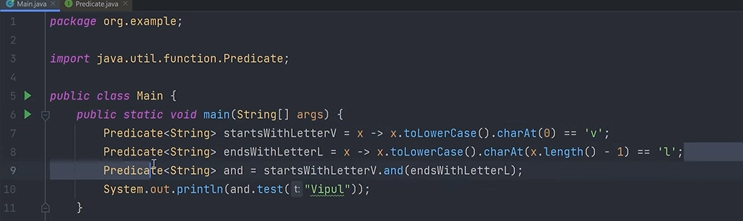 Main.java × Predicate.java ×
1 package org.example;
2
3 import java.util.function.Predicate;
4
5 public class Main {
6 public static void main(String[] args) {
7 Predicate<String> startsWithLetterV = x -> x.toLowerCase().charAt(0) == 'v';
8 Predicate<String> endsWithLetterL = x -> x.toLowerCase().charAt(x.length() - 1) == 'l';
9 Predicate<String> and = startsWithLetterV.and(endsWithLetterL);
10 System.out.println(and.test( t: "Vipul"));
11 }